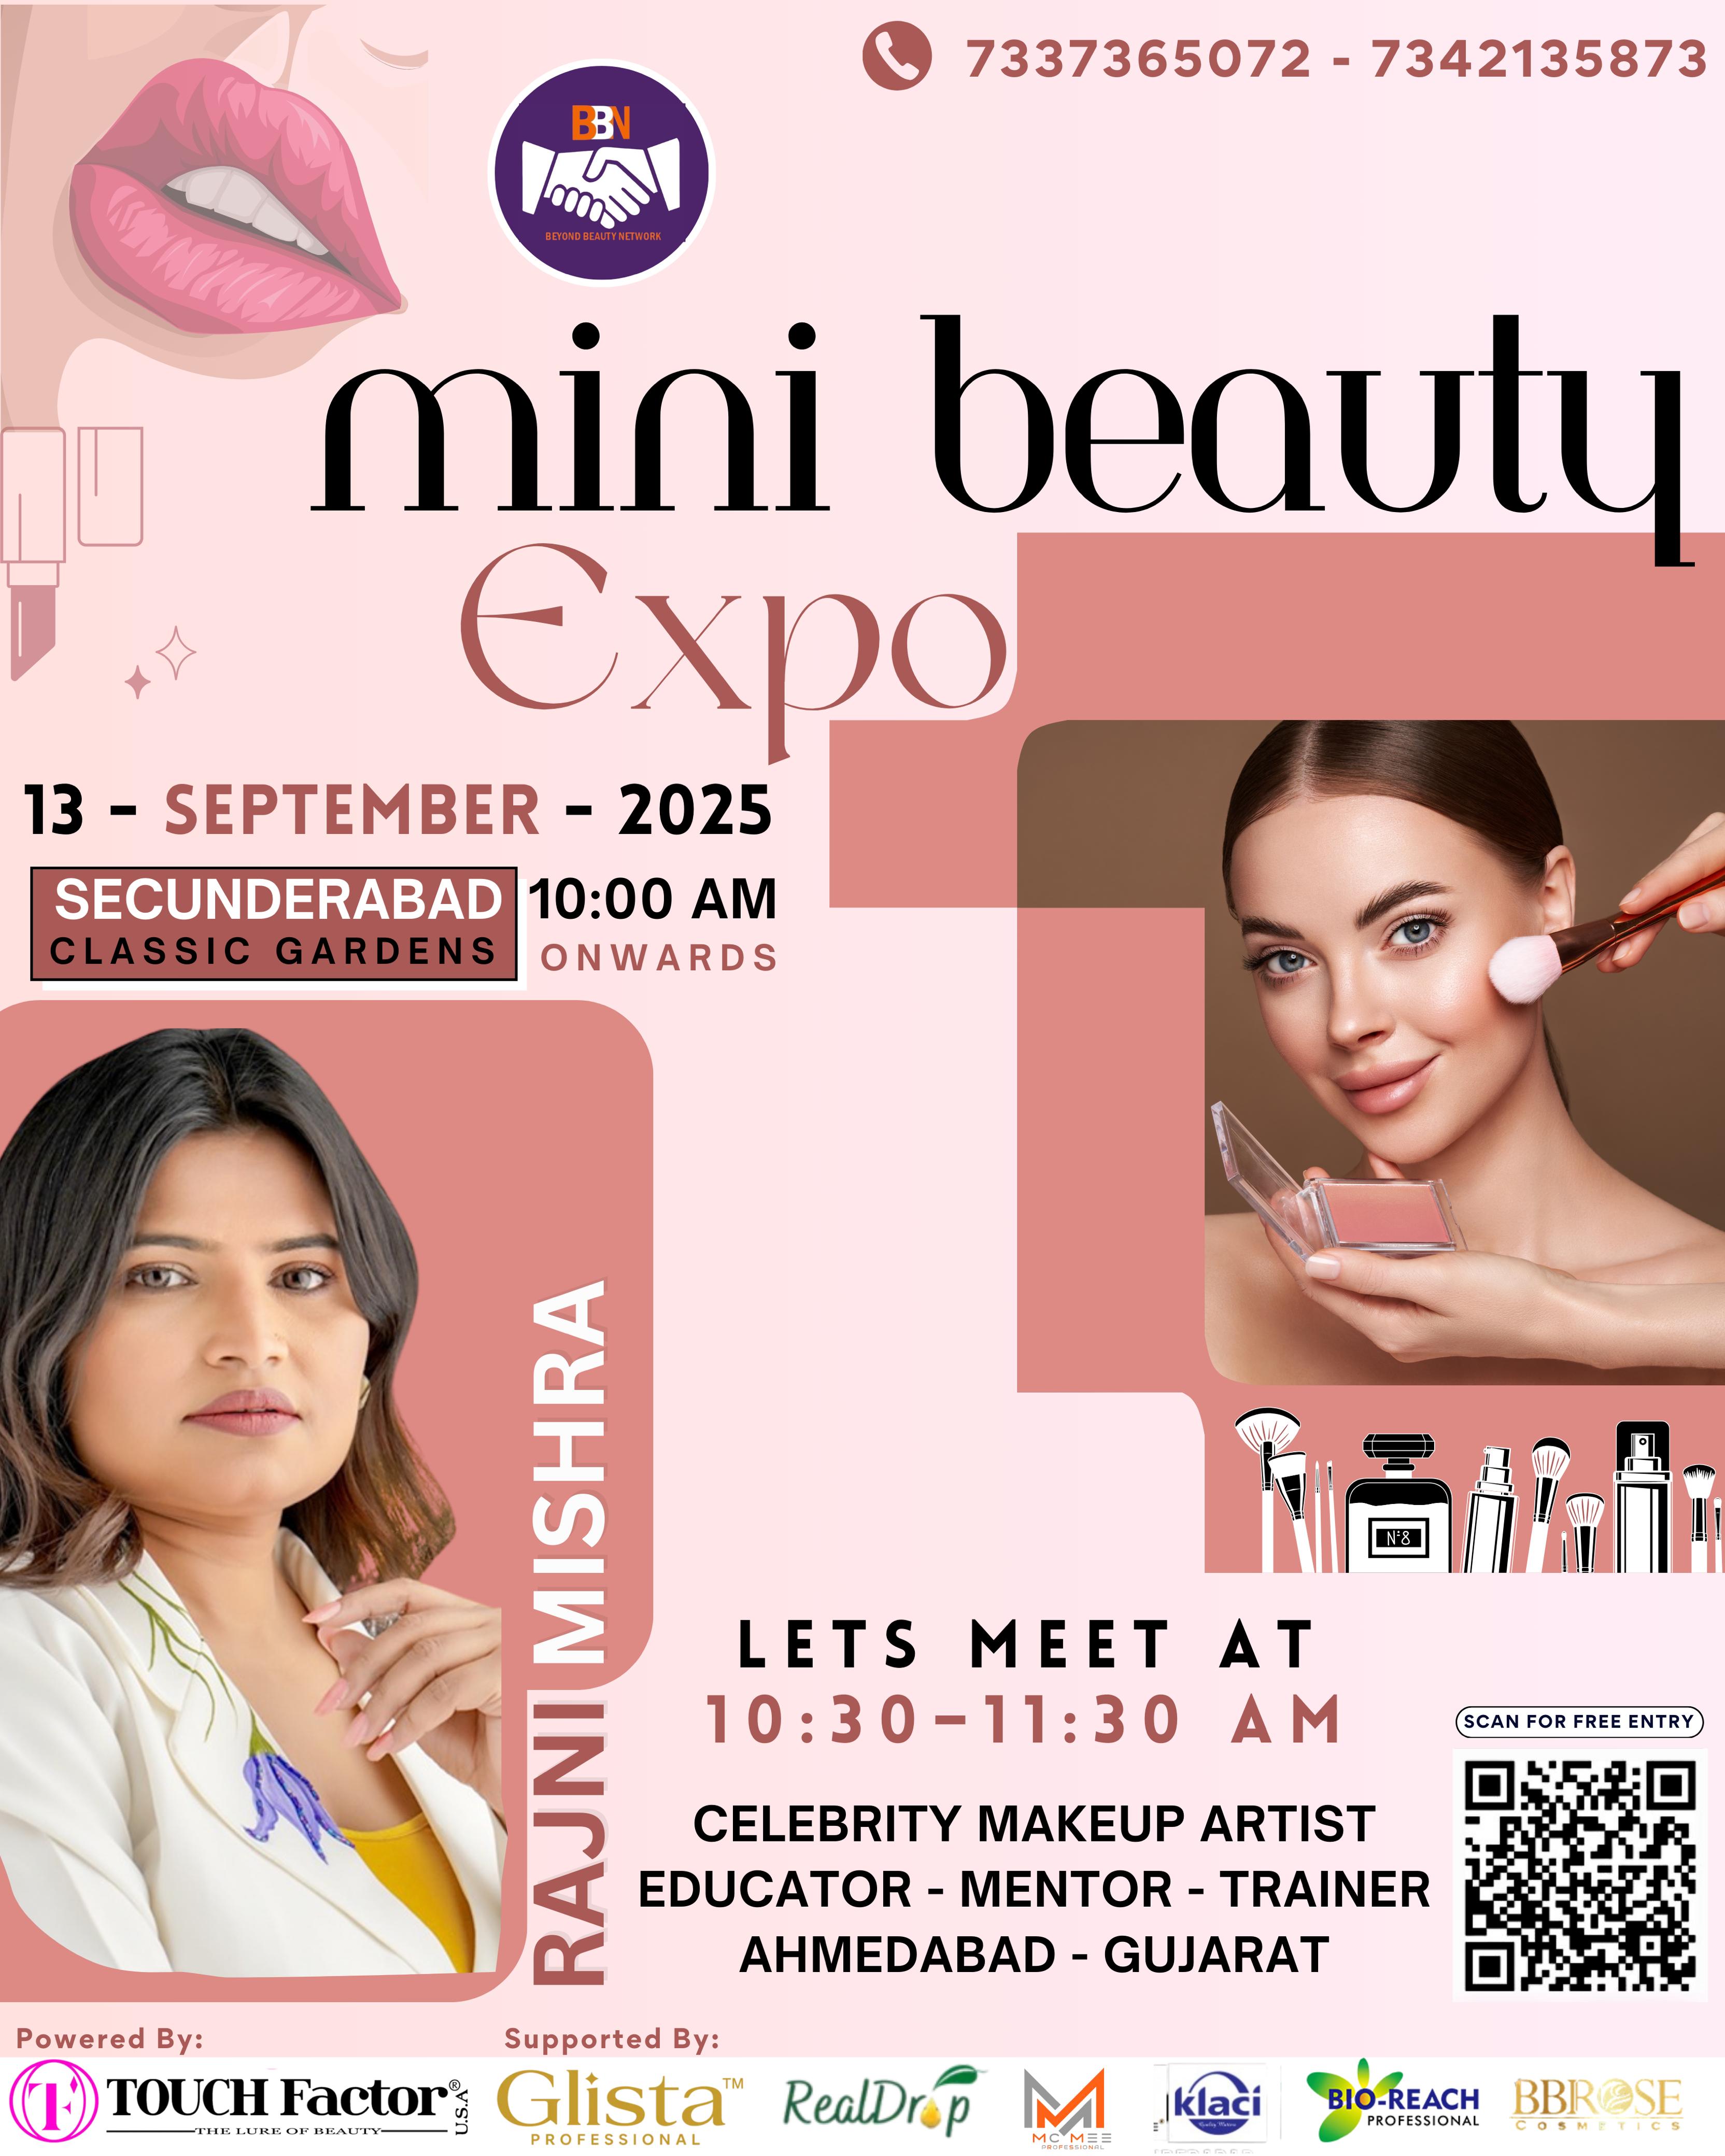 7337365072 - 7342135873
BBN
BEYOND BEAUTY NETWORK
mini beauty
Expo
13 - SEPTEMBER - 2025
SECUNDERABAD
CLASSIC GARDENS
10:00 AM
ONWARDS
RAJNI MISHRA
N°8
LETS MEET AT
10:30-11:30 AM
SCAN FOR FREE ENTRY
CELEBRITY MAKEUP ARTIST
EDUCATOR - MENTOR - TRAINER
AHMEDABAD - GUJARAT
Powered By:
Supported By:
TF
TOUCH Factor®
THE LURE OF BEAUTY
U.S.A
Glista™
PROFESSIONAL
RealDrop
MCMEE
PROFESSIONAL
klaci
BIO-REACH
PROFESSIONAL
BBROSE
COSMETICS